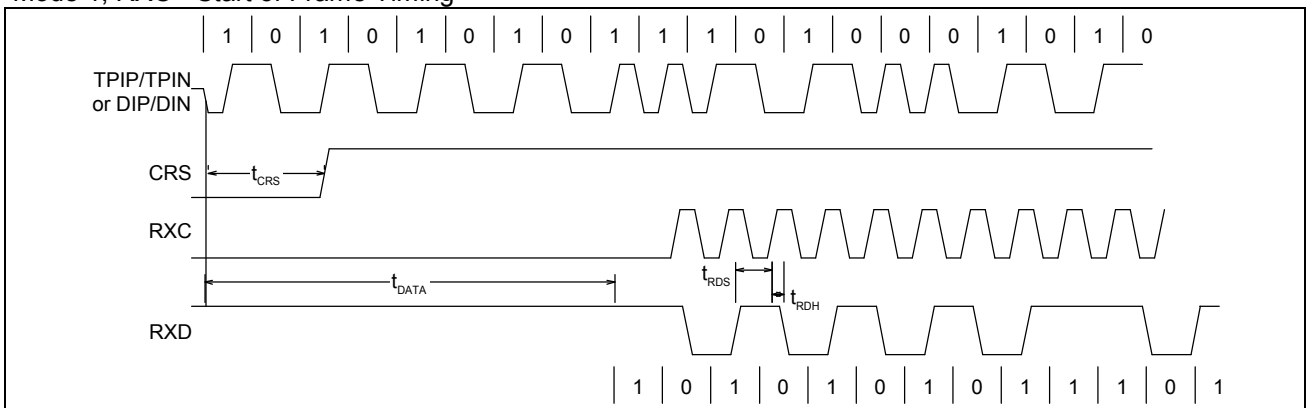 Mode 1, RXC - Start of Frame Timing
1 0 1 0 1 0 1 0 1 1 1 0 1 0 0 0 1 0 1 0
TPIP/TPIN
or DIP/DIN
CRS
tCRS
RXC
tDATA
tRDS
tRDH
RXD
1 0 1 0 1 0 1 0 1 1 1 0 1